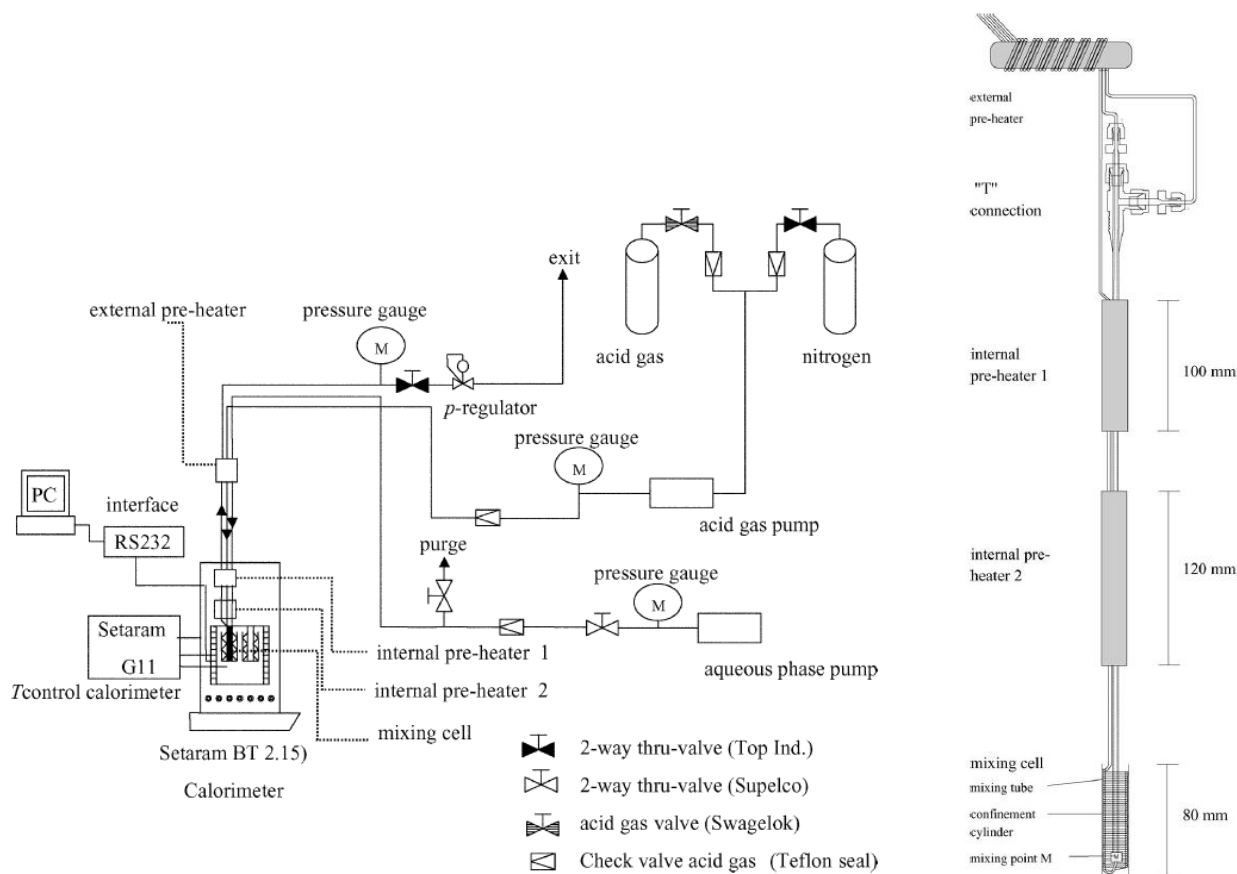 exit
external pre-heater
pressure gauge
M
acid gas
nitrogen
p-regulator
pressure gauge
M
PC
interface
RS232
acid gas pump
purge
pressure gauge
M
Setaram
G11
internal pre-heater 1
aqueous phase pump
Tcontrol calorimeter
internal pre-heater 2
mixing cell
Setaram BT 2.15)
Calorimeter
2-way thru-valve (Top Ind.)
2-way thru-valve (Supelco)
acid gas valve (Swagelok)
Check valve acid gas (Teflon seal)
external
pre-heater
"T"
connection
internal
pre-heater 1
100 mm
internal pre-
heater 2
120 mm
mixing cell
mixing tube
confinement
cylinder
80 mm
mixing point M
M